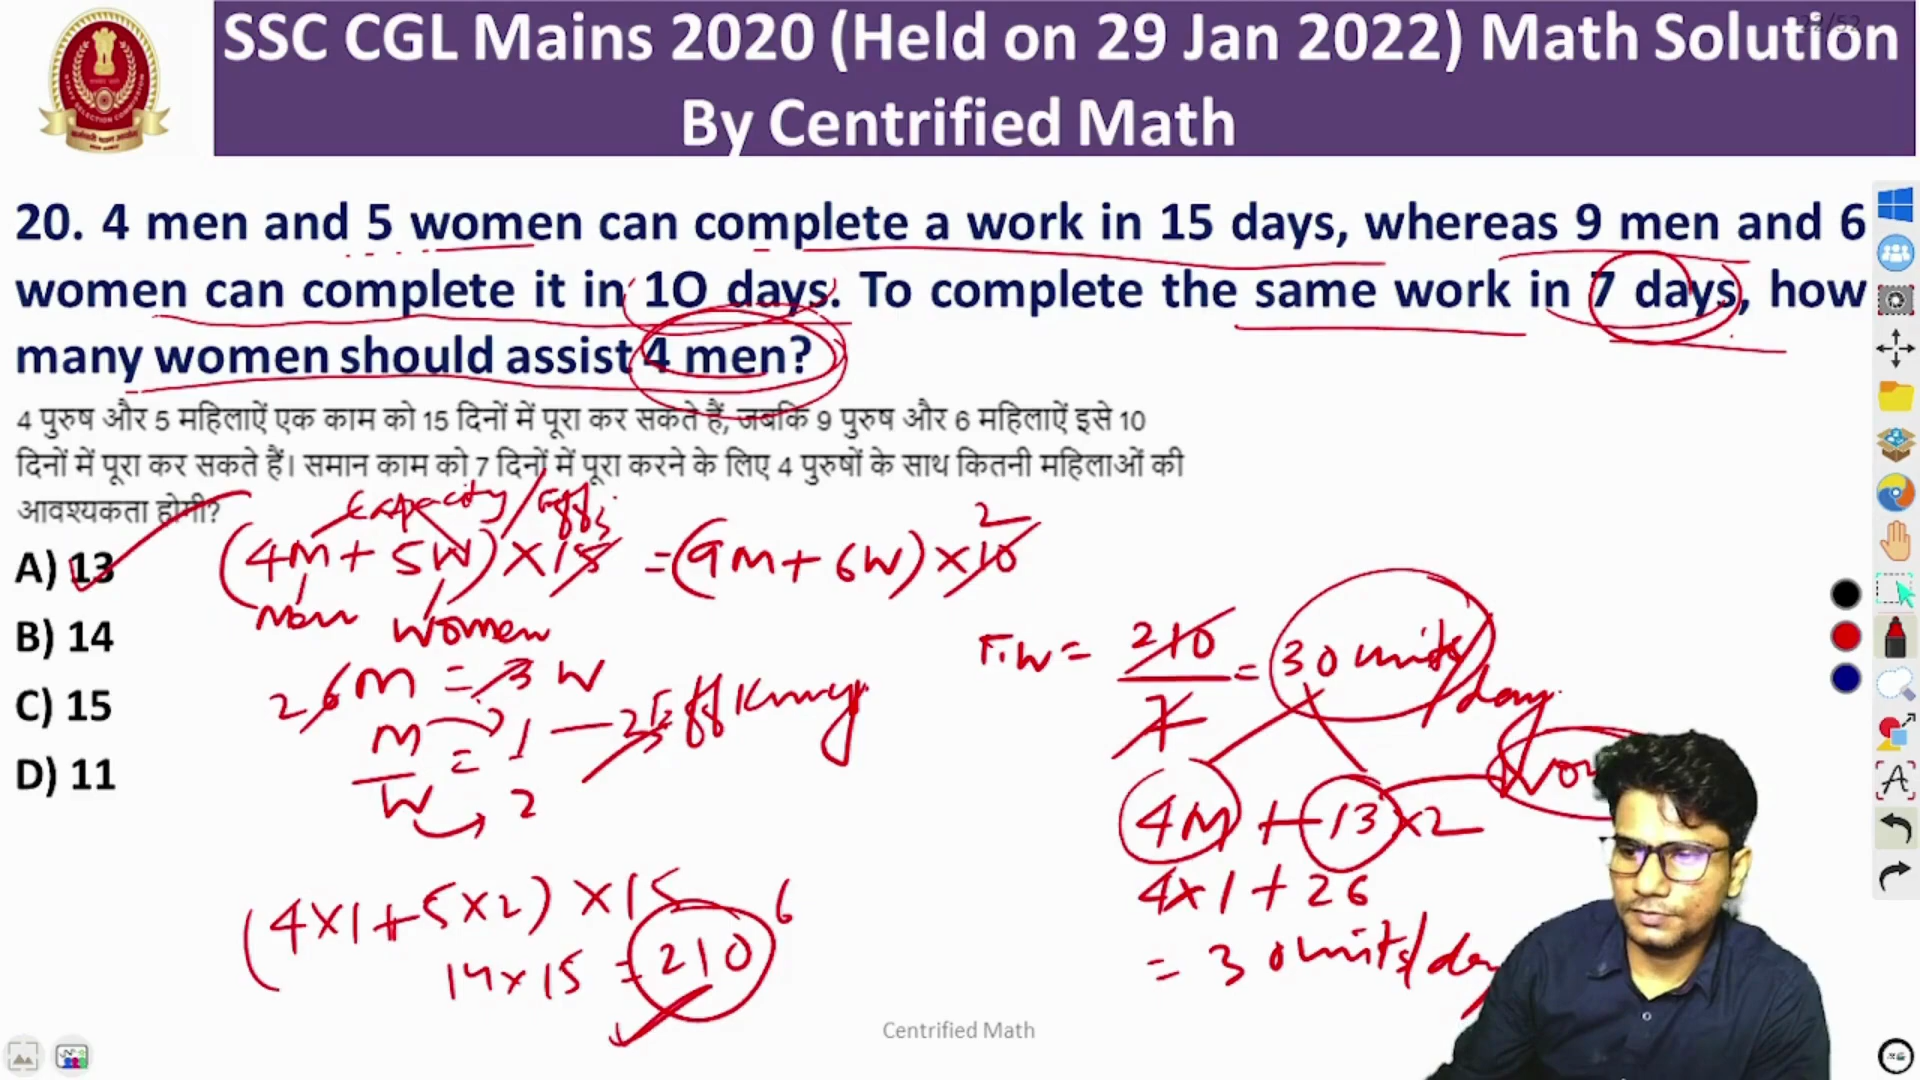 SSC CGL Mains 2020 (Held on 29 Jan 2022) Math Solution
By Centrified Math
20. 4 men and 5 women can complete a work in 15 days, whereas 9 men and 6
women can complete it in 1O days. To complete the same work in 7 days, how
many women should assist 4 men?
4 पुरुष और 5 महिलाऐं एक काम को 15 दिनों में पूरा कर सकते हैं, जबकि 9 पुरुष और 6 महिलाऐं इसे 10
दिनों में पूरा कर सकते हैं। समान काम को 7 दिनों में पूरा करने के लिए 4 पुरुषों के साथ कितनी महिलाओं की
आवश्यकता होगी?
A) 13
B) 14
C) 15
D) 11
Capacity/Effi
(4M + 5W) × 15 = (9M + 6W) × 10
2
women
2 6M = 3W
M = 1
W 2
(4×1+5×2) × 15
14×15 = 210
6
T.W = 210 = 30 units/day
7
4M + 13×2
4×1+26
= 30 units/day
Centrified Math